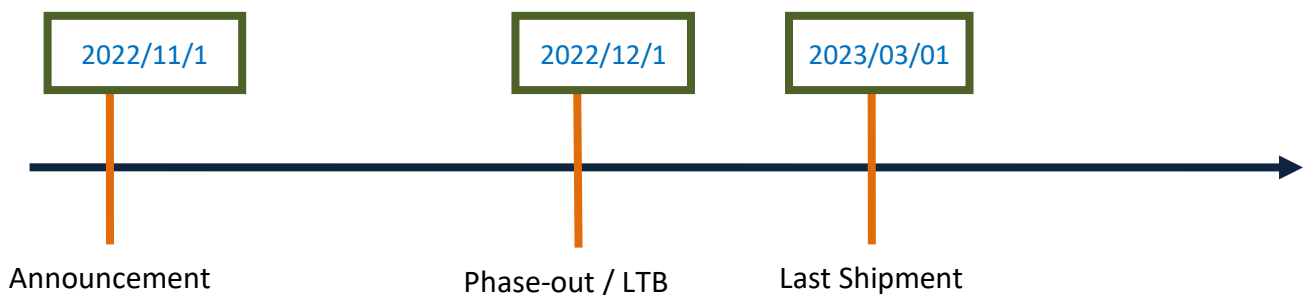 2022/11/1
2022/12/1
2023/03/01
Announcement
Phase-out / LTB
Last Shipment